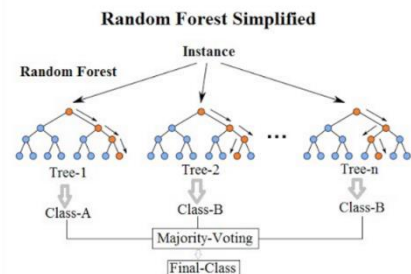 Random Forest Simplified
Instance
Random Forest
...
Tree-1 Tree-2 Tree-n
Class-A Class-B Class-B
Majority-Voting
Final-Class